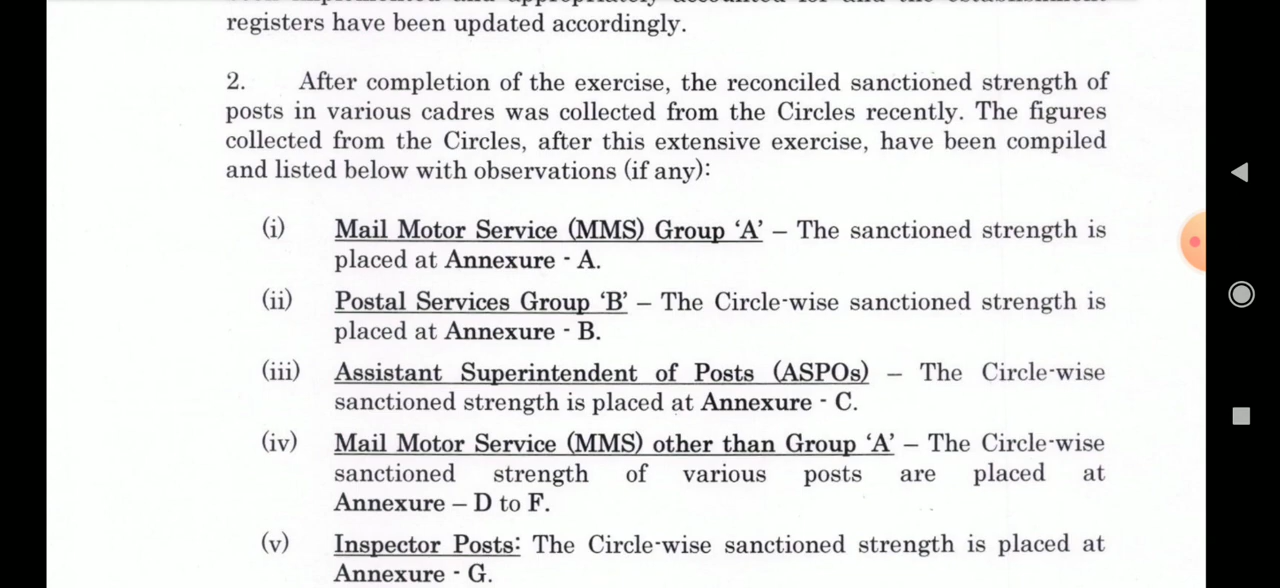 registers have been updated accordingly.
2. After completion of the exercise, the reconciled sanctioned strength of
posts in various cadres was collected from the Circles recently. The figures
collected from the Circles, after this extensive exercise, have been compiled
and listed below with observations (if any):
(i) Mail Motor Service (MMS) Group ‘A’ – The sanctioned strength is
placed at Annexure - A.
(ii) Postal Services Group ‘B’ – The Circle-wise sanctioned strength is
placed at Annexure - B.
(iii) Assistant Superintendent of Posts (ASPOs) – The Circle-wise
sanctioned strength is placed at Annexure - C.
(iv) Mail Motor Service (MMS) other than Group ‘A’ – The Circle-wise
sanctioned strength of various posts are placed at
Annexure – D to F.
(v) Inspector Posts: The Circle-wise sanctioned strength is placed at
Annexure - G.